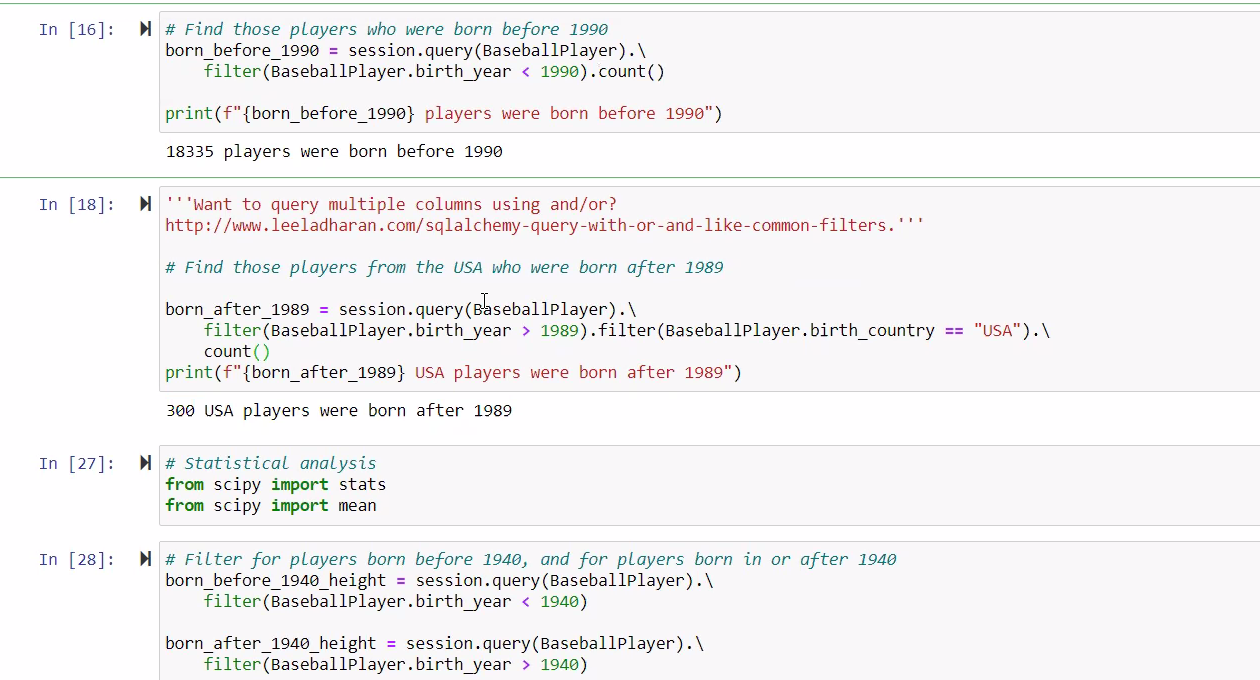 In [16]:
# Find those players who were born before 1990
born_before_1990 = session.query(BaseballPlayer).\
    filter(BaseballPlayer.birth_year < 1990).count()

print(f"{born_before_1990} players were born before 1990")
18335 players were born before 1990
In [18]:
'''Want to query multiple columns using and/or?
http://www.leeladharan.com/sqlalchemy-query-with-or-and-like-common-filters.'''

# Find those players from the USA who were born after 1989

born_after_1989 = session.query(BaseballPlayer).\
    filter(BaseballPlayer.birth_year > 1989).filter(BaseballPlayer.birth_country == "USA").\
    count()
print(f"{born_after_1989} USA players were born after 1989")
300 USA players were born after 1989
In [27]:
# Statistical analysis
from scipy import stats
from scipy import mean
In [28]:
# Filter for players born before 1940, and for players born in or after 1940
born_before_1940_height = session.query(BaseballPlayer).\
    filter(BaseballPlayer.birth_year < 1940)

born_after_1940_height = session.query(BaseballPlayer).\
    filter(BaseballPlayer.birth_year > 1940)